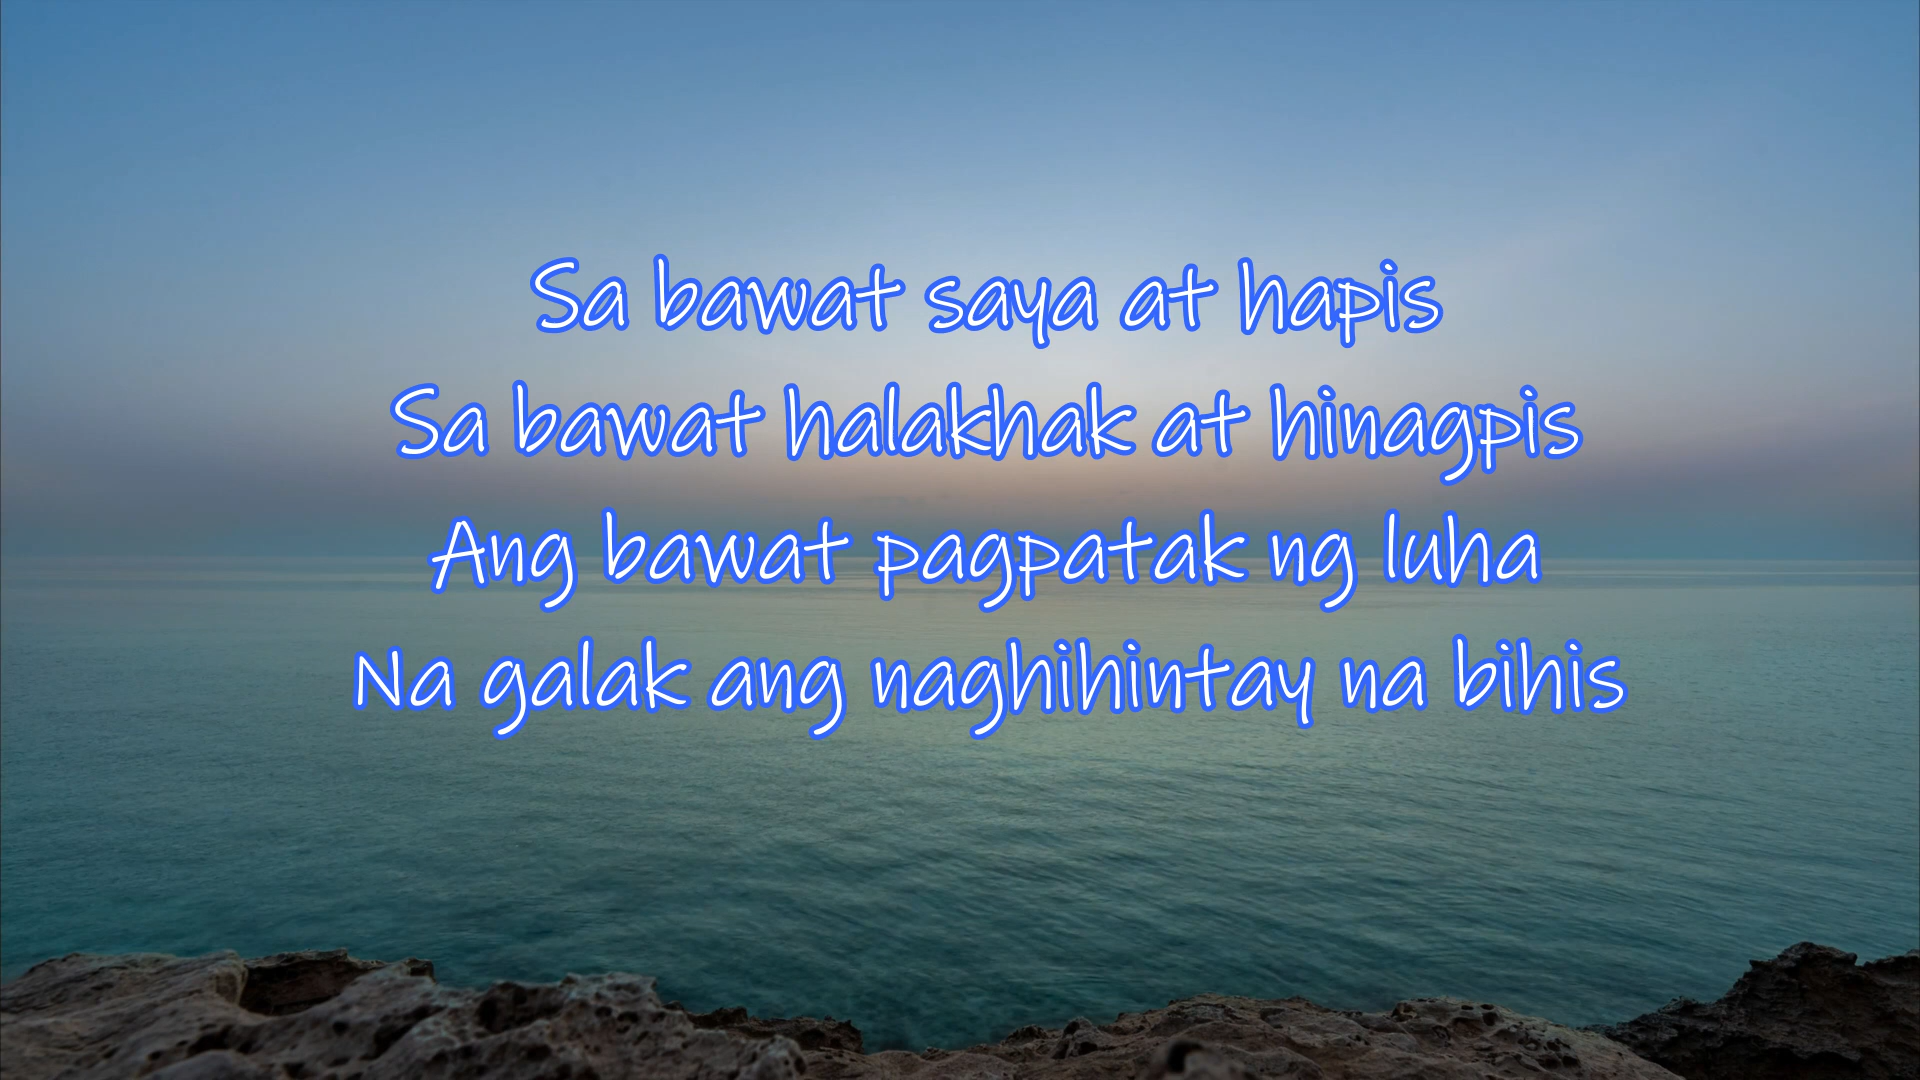 Sa bawat saya at hapis
Sa bawat halakhak at hinagpis
Ang bawat pagpatak ng luha
Na galak ang naghihintay na bihis